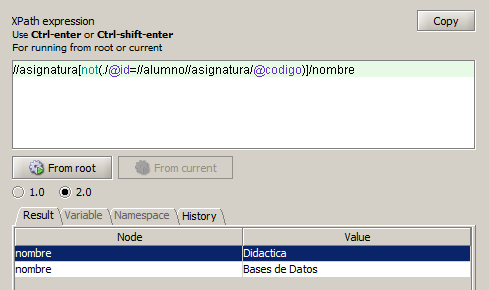 XPath expression
Copy
Use Ctrl-enter or Ctrl-shift-enter
For running from root or current
//asignatura[not(./@id=//alumno//asignatura/@codigo)]/nombre
From root
From current
1.0
2.0
Result
Variable
Namespace
History
Node
Value
nombre
Didactica
nombre
Bases de Datos